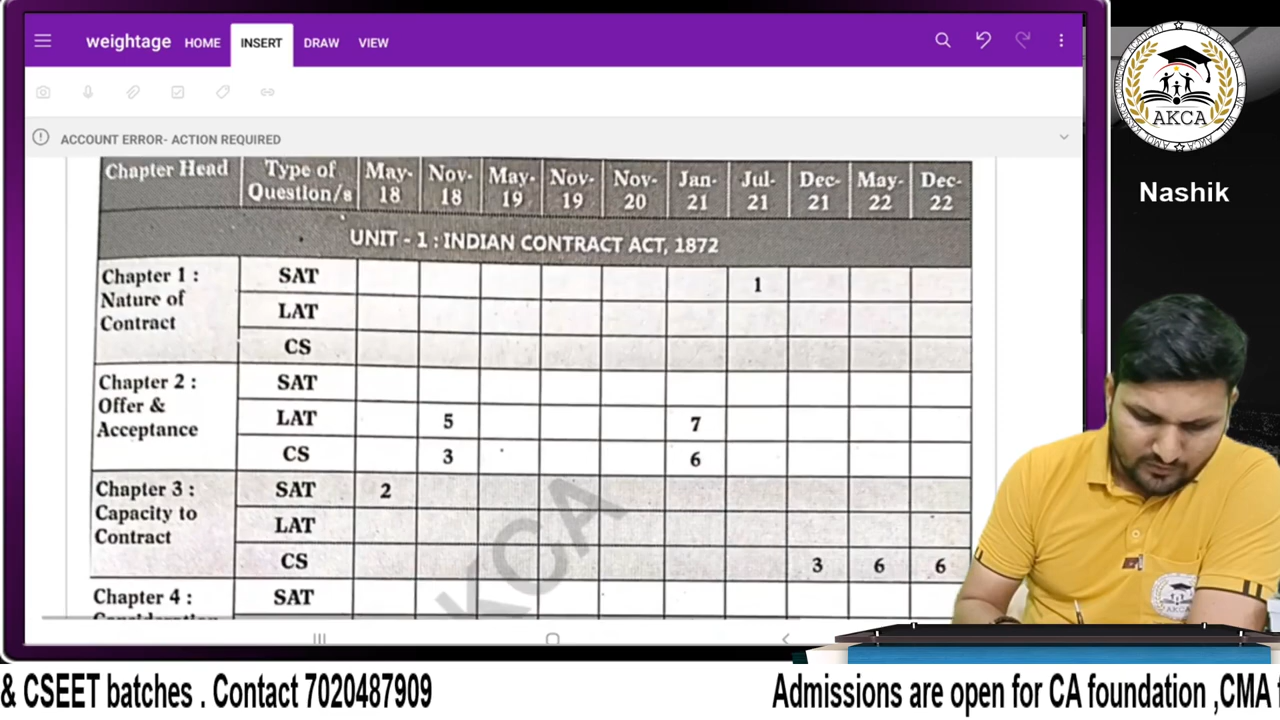 weightage HOME INSERT DRAW VIEW
ACCOUNT ERROR- ACTION REQUIRED
Chapter Head Type of Question/s May-18 Nov-18 May-19 Nov-19 Nov-20 Jan-21 Jul-21 Dec-21 May-22 Dec-22
UNIT - 1 : INDIAN CONTRACT ACT, 1872
Chapter 1 : SAT 1
Nature of LAT
Contract CS
Chapter 2 : SAT
Offer & LAT 5 7
Acceptance CS 3 6
Chapter 3 : SAT 2
Capacity to LAT
Contract CS 3 6 6
Chapter 4 : SAT
KCA
AKCA
Nashik
AKCA
& CSEET batches . Contact 7020487909
Admissions are open for CA foundation ,CMA